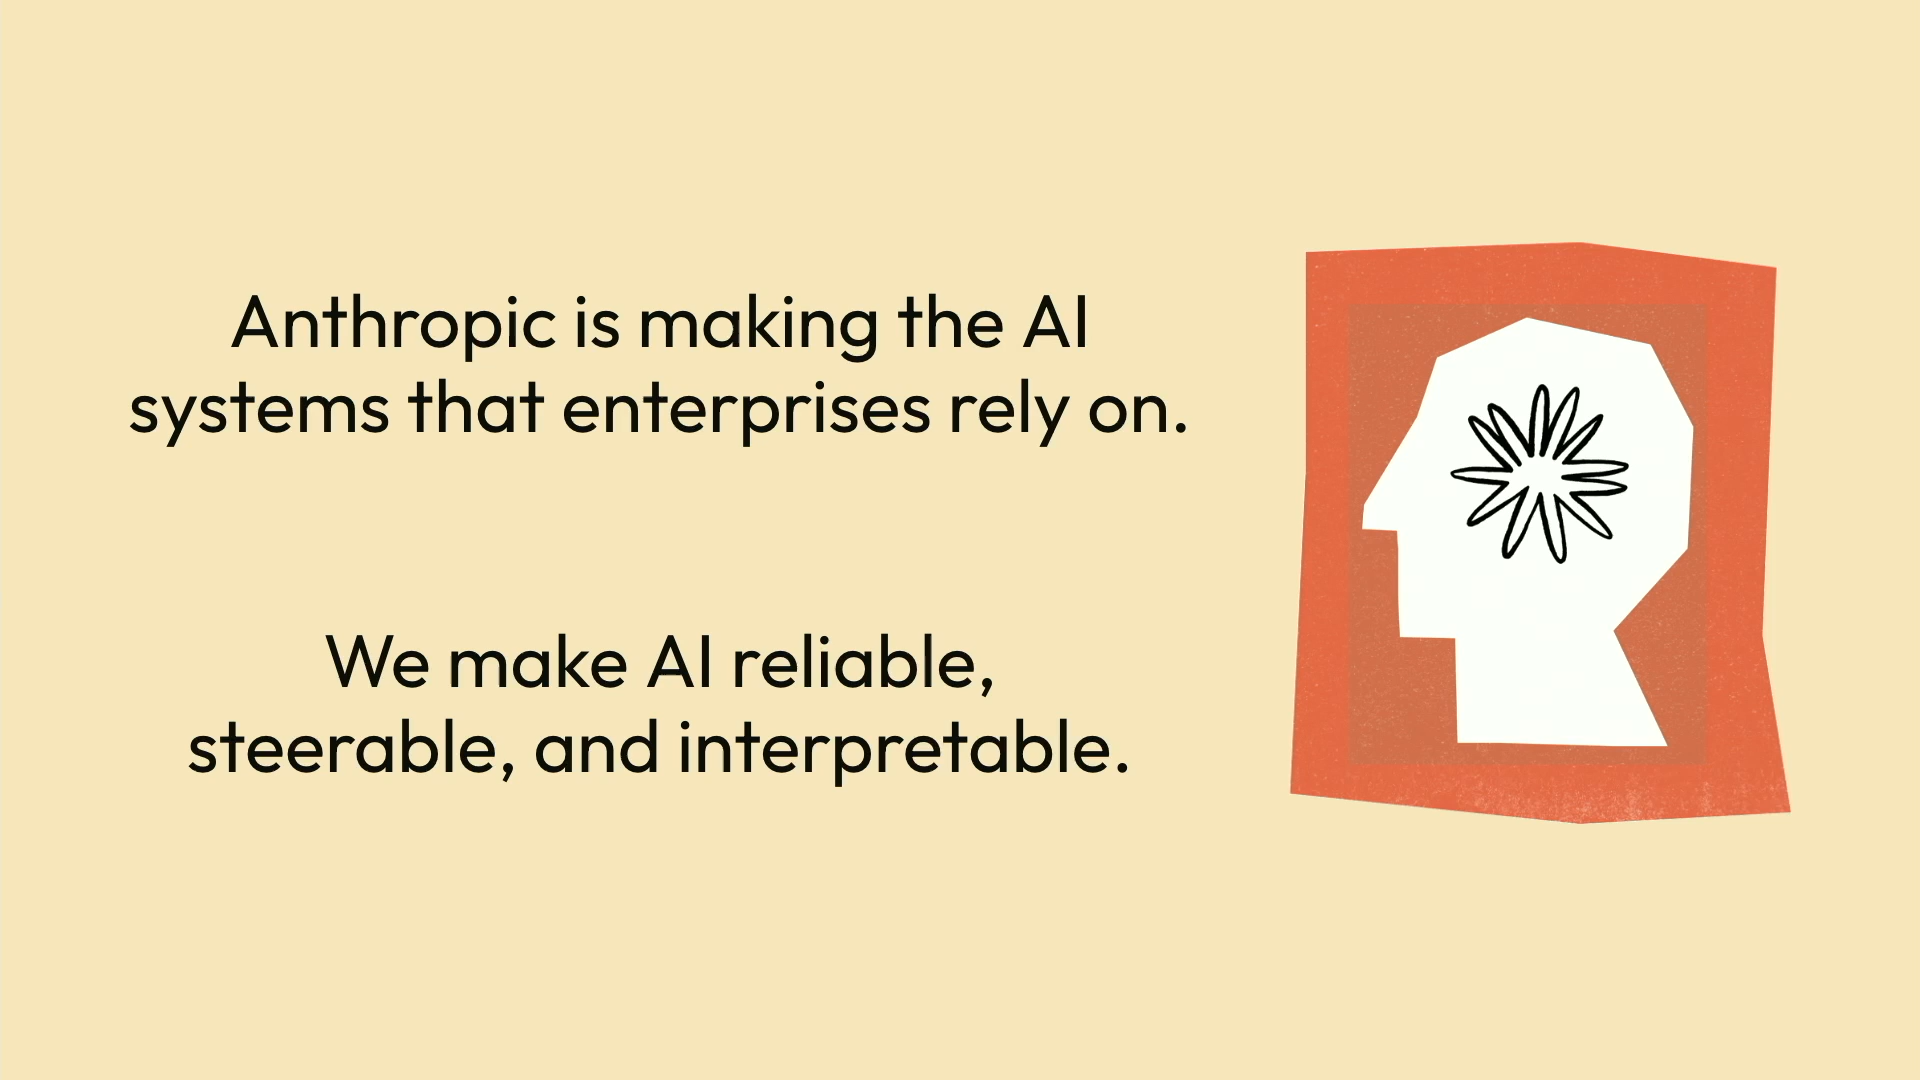 Anthropic is making the AI
systems that enterprises rely on.
We make AI reliable,
steerable, and interpretable.